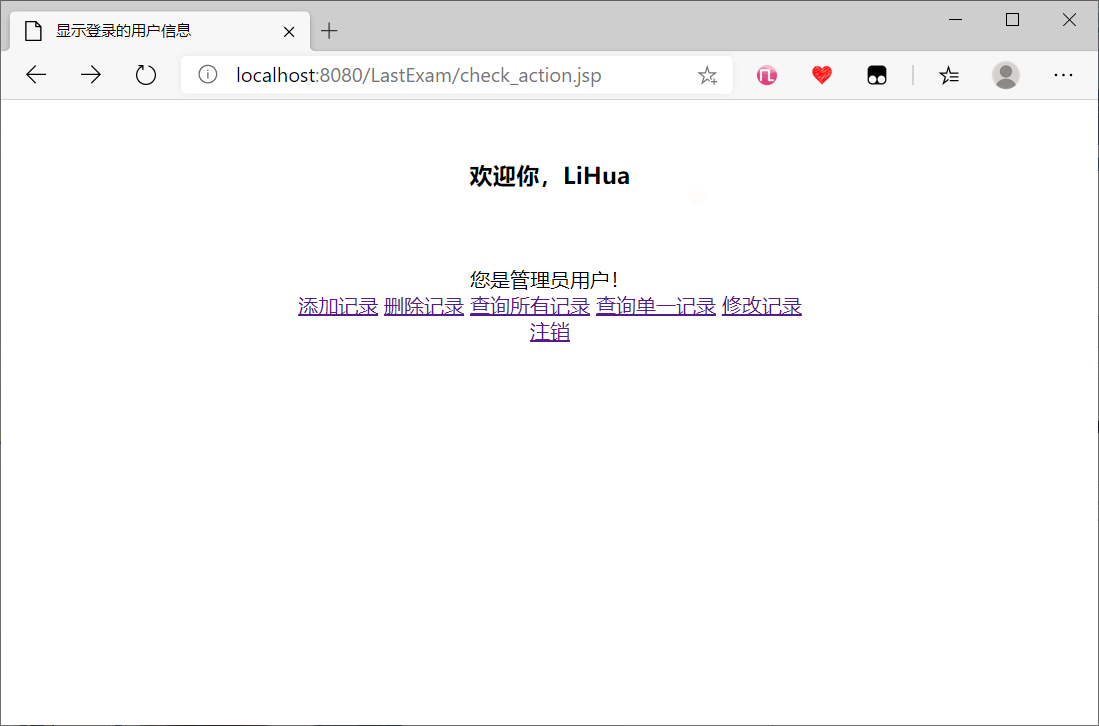 显示登录的用户信息
localhost:8080/LastExam/check_action.jsp
欢迎你，LiHua
您是管理员用户！
添加记录 删除记录 查询所有记录 查询单一记录 修改记录
注销